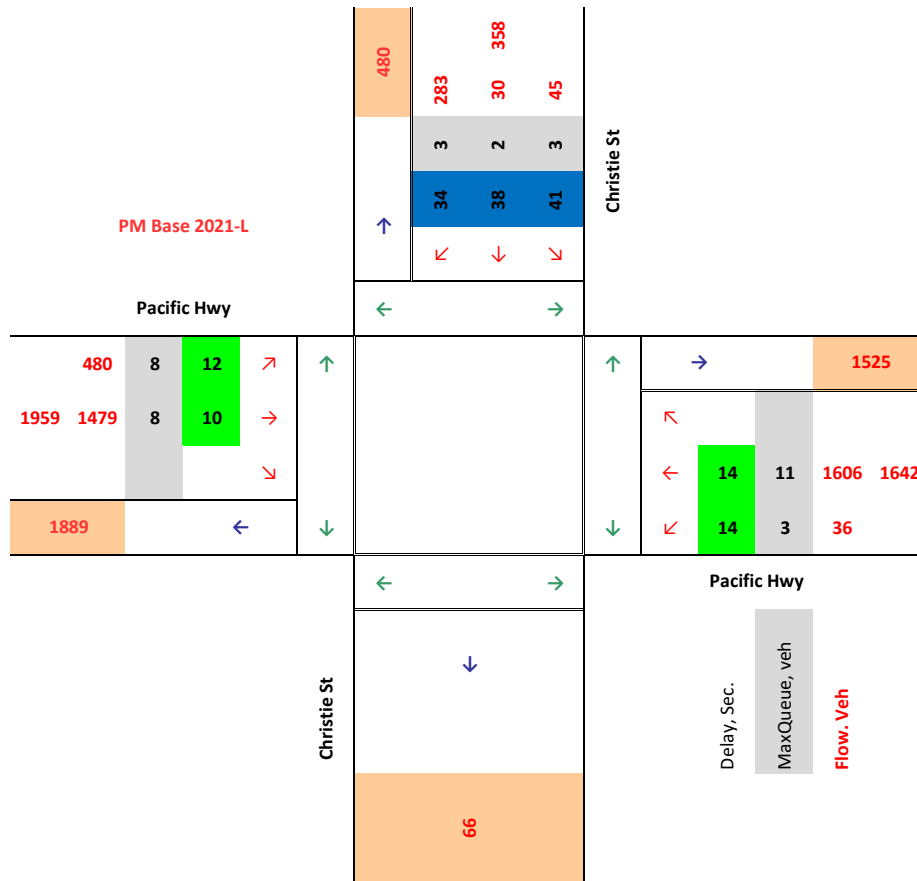 480
358
283 30 45
3 2 3
34 38 41
↑ ↙ ↓ ↘
Christie St
PM Base 2021-L
Pacific Hwy
← →
480 8 12 ↗
1959 1479 8 10 →
↘
1889 ←
↑ ↓
↑ ↓
→ 1525
↖
← 14 11 1606 1642
↙ 14 3 36
← →
Pacific Hwy
↓
Christie St
Delay, Sec.
MaxQueue, veh
Flow. Veh
66